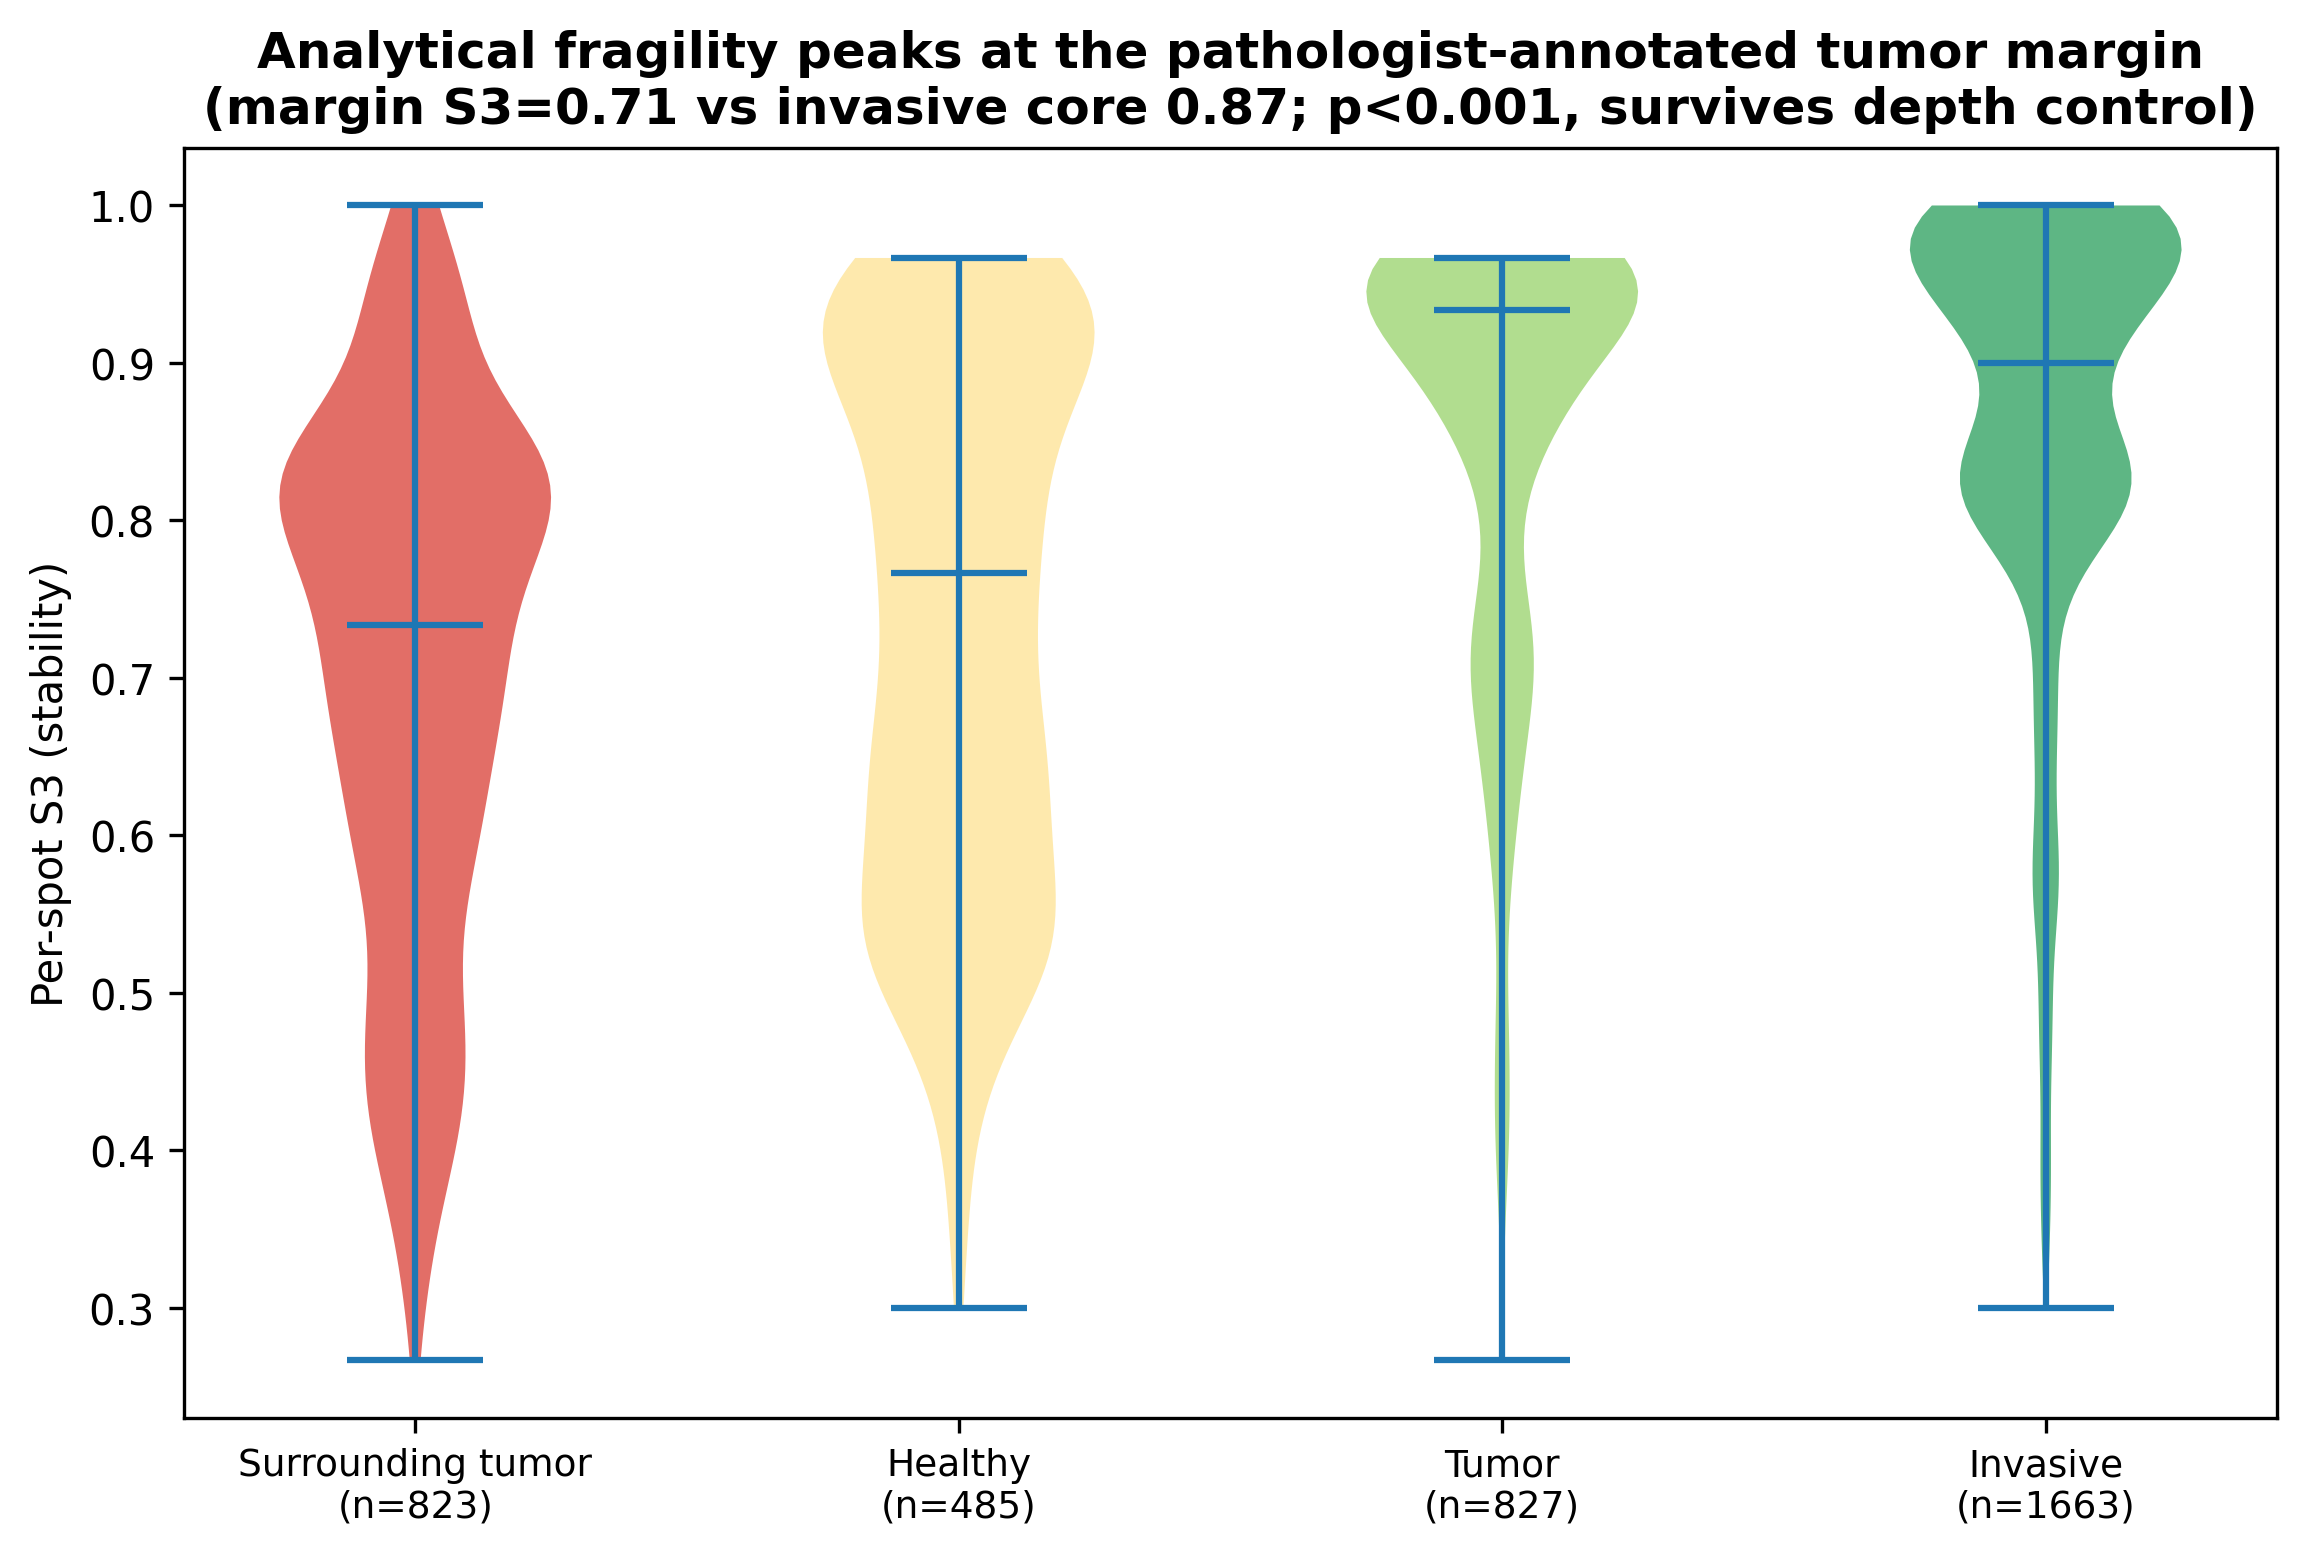 Analytical fragility peaks at the pathologist-annotated tumor margin
(margin S3=0.71 vs invasive core 0.87; p<0.001, survives depth control)
Per-spot S3 (stability)
1.0
0.9
0.8
0.7
0.6
0.5
0.4
0.3
Surrounding tumor
(n=823)
Healthy
(n=485)
Tumor
(n=827)
Invasive
(n=1663)